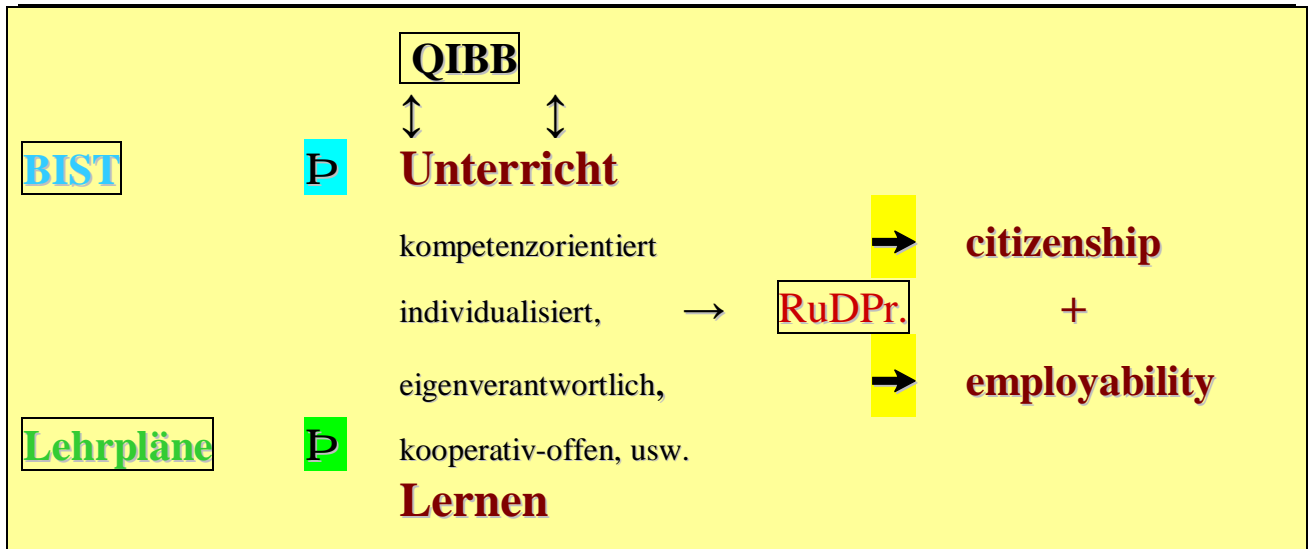 QIBB
↕ ↕
BIST Þ Unterricht
kompetenzorientiert → citizenship
individualisiert, → RuDPr. +
eigenverantwortlich, → employability
Lehrpläne Þ kooperativ-offen, usw.
Lernen